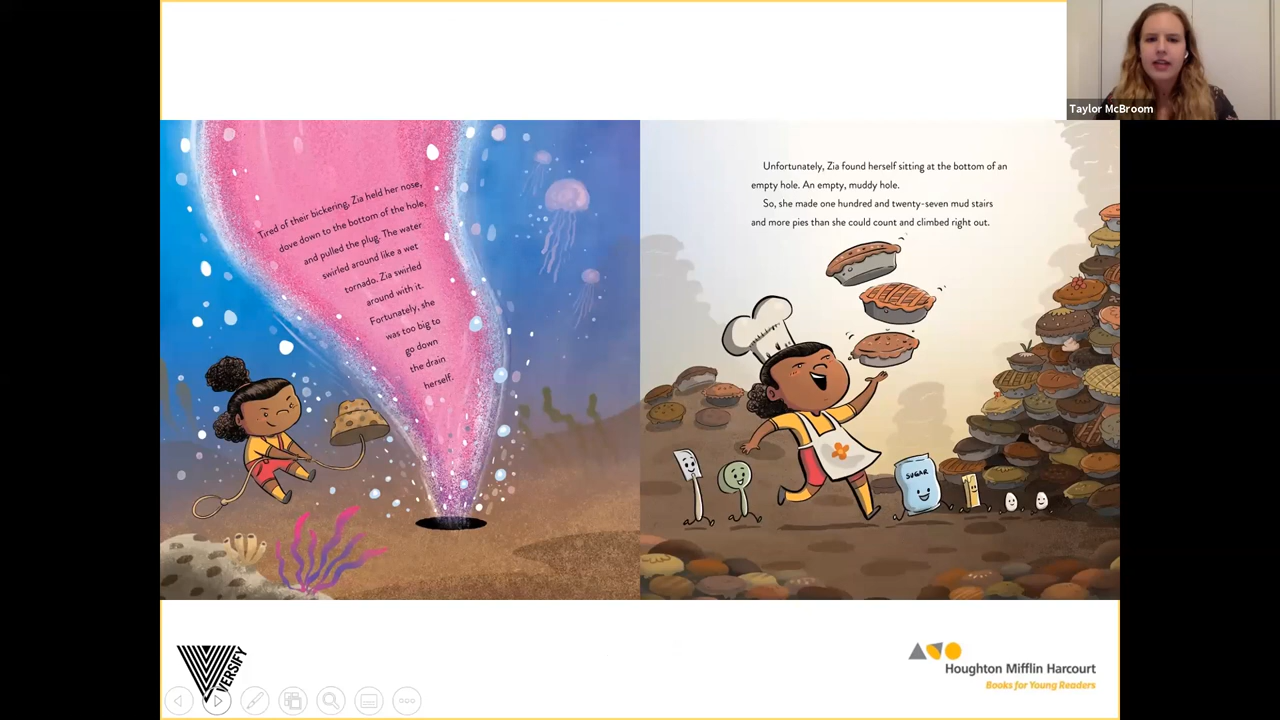 Taylor McBroom
Tired of their bickering, Zia held her nose,
dove down to the bottom of the hole,
and pulled the plug. The water
swirled around like a wet
tornado. Zia swirled
around with it.
Fortunately, she
was too big to
go down
the drain
herself.
Unfortunately, Zia found herself sitting at the bottom of an
empty hole. An empty, muddy hole.
So, she made one hundred and twenty-seven mud stairs
and more pies than she could count and climbed right out.
SUGAR
VERSIFY
Houghton Mifflin Harcourt
Books for Young Readers